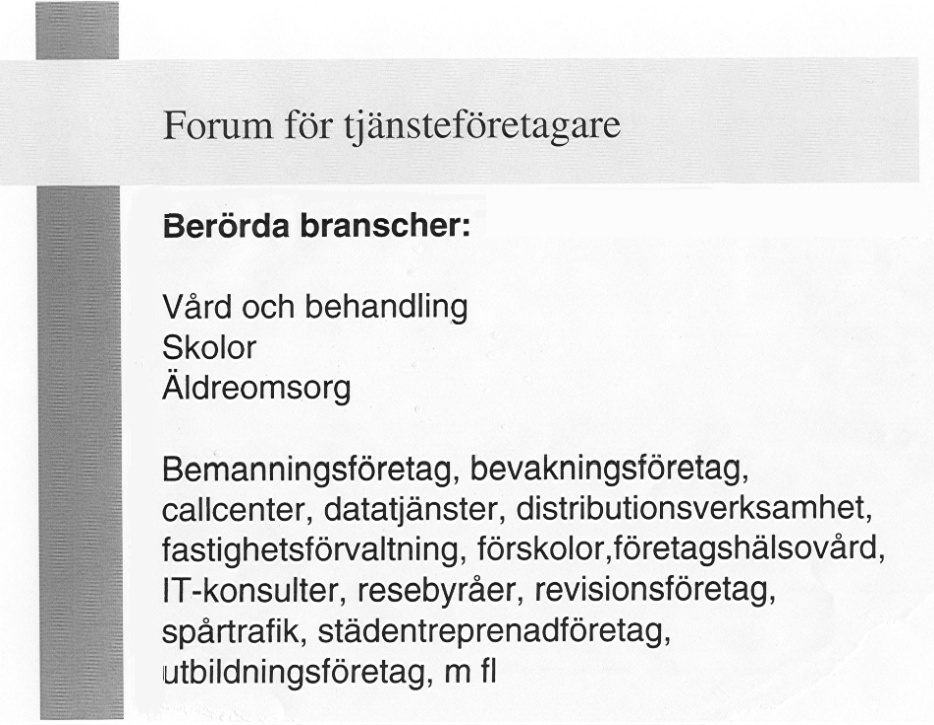 Forum för tjänsteföretagare
Berörda branscher:
Vård och behandling
Skolor
Äldreomsorg
Bemanningsföretag, bevakningsföretag,
callcenter, datatjänster, distributionsverksamhet,
fastighetsförvaltning, förskolor,företagshälsovård,
IT-konsulter, resebyråer, revisionsföretag,
spårtrafik, städentreprenadföretag,
utbildningsföretag, m fl